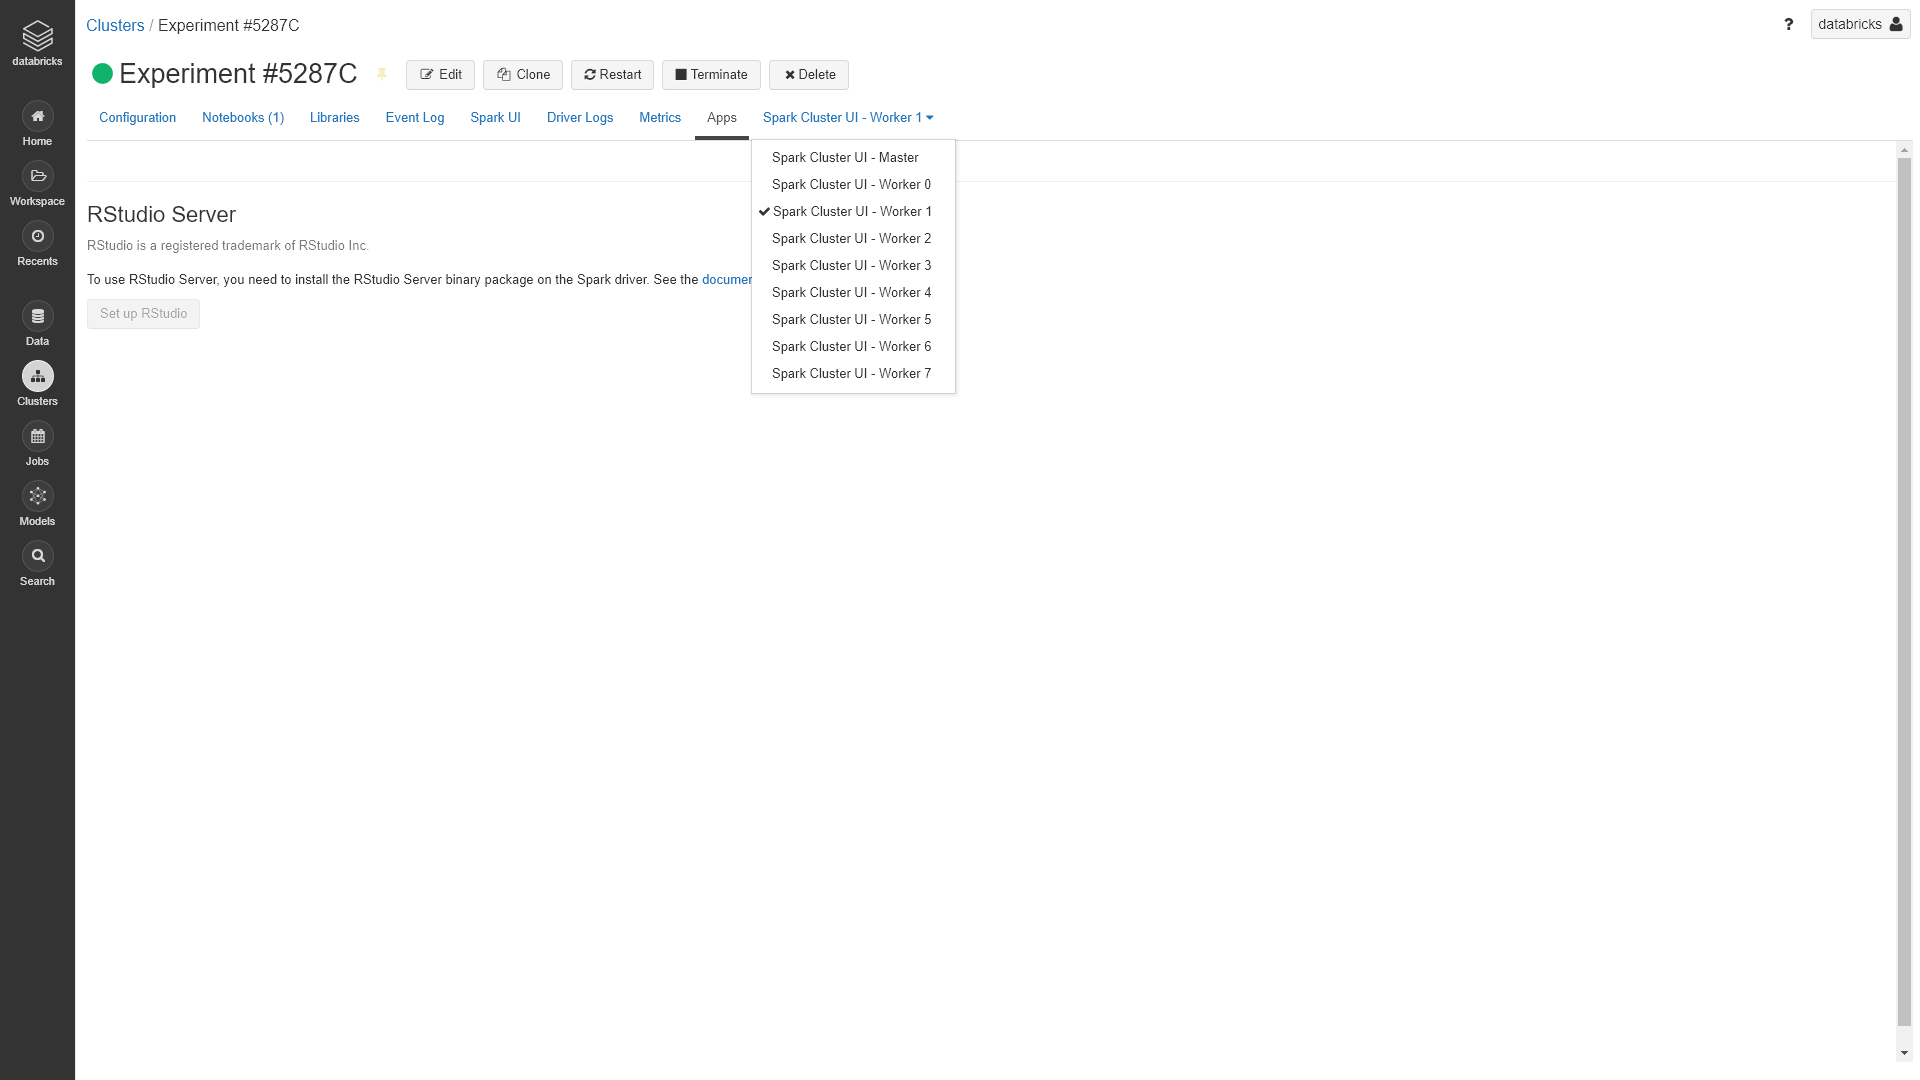 databricks
Home
Workspace
Recents
Data
Clusters
Jobs
Models
Search
Clusters / Experiment #5287C
? databricks
Experiment #5287C
Edit Clone Restart Terminate Delete
Configuration Notebooks (1) Libraries Event Log Spark UI Driver Logs Metrics Apps Spark Cluster UI - Worker 1
Spark Cluster UI - Master
Spark Cluster UI - Worker 0
Spark Cluster UI - Worker 1
Spark Cluster UI - Worker 2
Spark Cluster UI - Worker 3
Spark Cluster UI - Worker 4
Spark Cluster UI - Worker 5
Spark Cluster UI - Worker 6
Spark Cluster UI - Worker 7
RStudio Server
RStudio is a registered trademark of RStudio Inc.
To use RStudio Server, you need to install the RStudio Server binary package on the Spark driver. See the
Set up RStudio